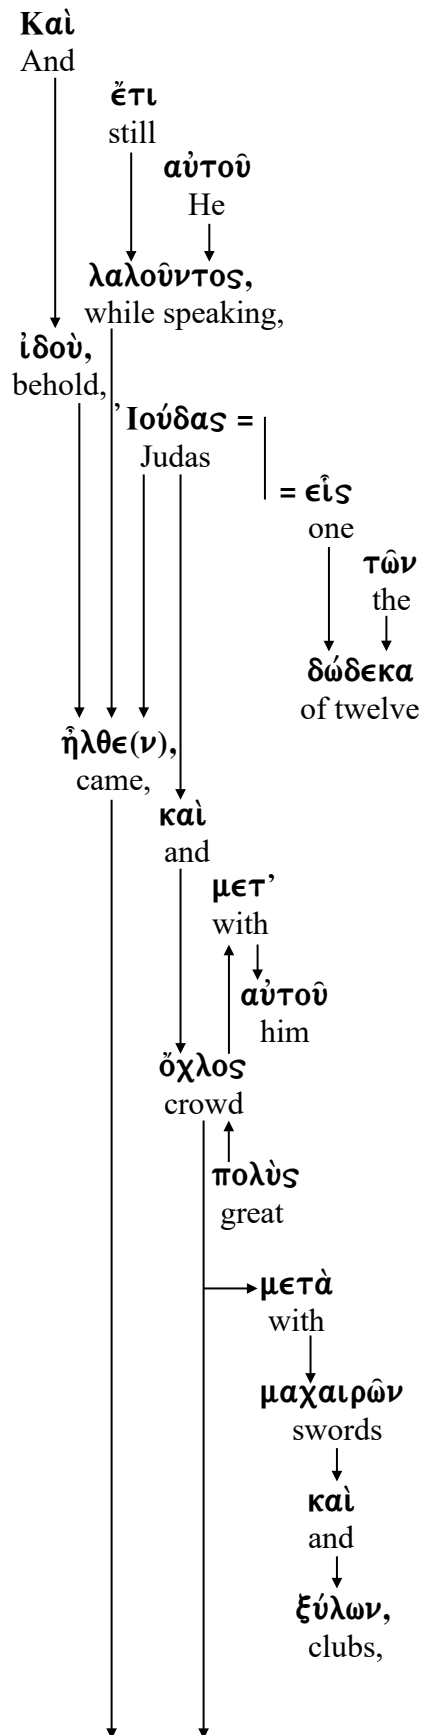 Καὶ
And
ἔτι
still
αὐτοῦ
He
λαλοῦντος,
while speaking,
ἰδοὺ,
behold,
᾿Ιούδας =
Judas
= εἷς
one
τῶν
the
δώδεκα
of twelve
ἦλθε(ν),
came,
καὶ
and
μετ’
with
αὐτοῦ
him
ὄχλος
crowd
πολὺς
great
μετὰ
with
μαχαιρῶν
swords
καὶ
and
ξύλων,
clubs,